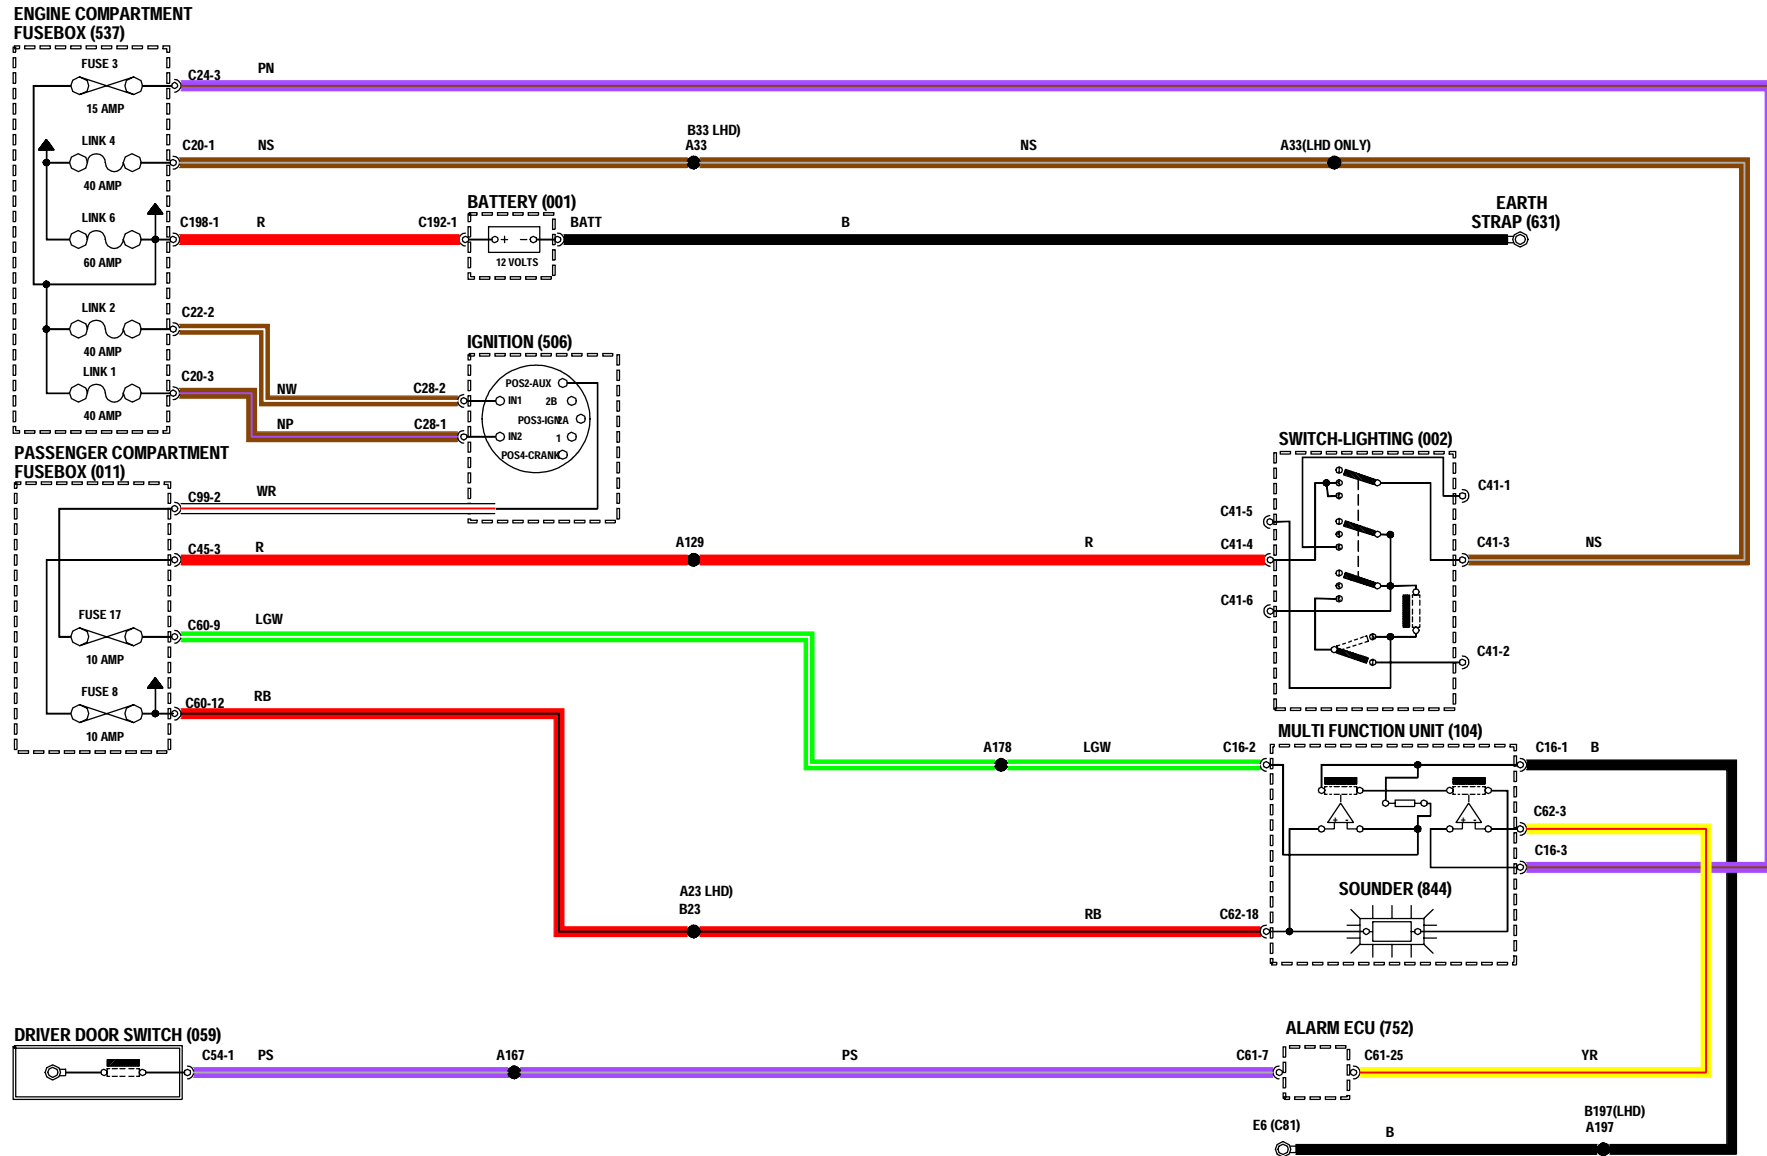 ENGINE COMPARTMENT
FUSEBOX (537)
FUSE 3
15 AMP
C24-3
PN
LINK 4
40 AMP
C20-1
NS
B33 LHD)
A33
NS
A33(LHD ONLY)
LINK 6
60 AMP
C198-1
R
C192-1
BATTERY (001)
12 VOLTS
BATT
B
EARTH
STRAP (631)
LINK 2
40 AMP
C22-2
LINK 1
40 AMP
C20-3
NW
C28-2
NP
C28-1
IGNITION (506)
POS2-AUX
IN1
2B
POS3-IGN
2A
IN2
1
POS4-CRANK
PASSENGER COMPARTMENT
FUSEBOX (011)
C99-2
WR
C45-3
R
A129
R
C41-4
C60-9
LGW
FUSE 17
10 AMP
FUSE 8
10 AMP
C60-12
RB
SWITCH-LIGHTING (002)
C41-5
C41-6
C41-1
C41-3
NS
C41-2
A178
LGW
C16-2
MULTI FUNCTION UNIT (104)
C16-1
B
C62-3
C16-3
+ -
+ -
SOUNDER (844)
A23 LHD)
B23
RB
C62-18
DRIVER DOOR SWITCH (059)
C54-1
PS
A167
PS
C61-7
ALARM ECU (752)
C61-25
YR
E6 (C81)
B
B197(LHD)
A197